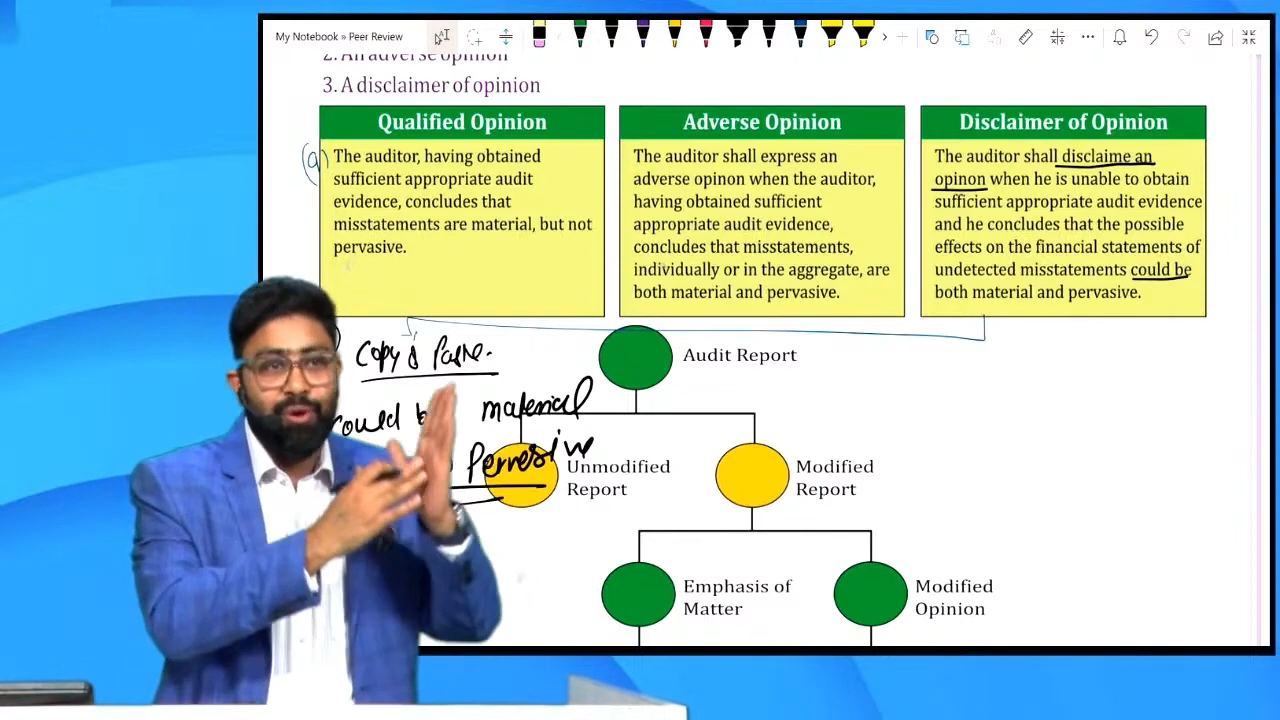 My Notebook » Peer Review
2. An adverse opinion
3. A disclaimer of opinion
Qualified Opinion
(a) The auditor, having obtained
sufficient appropriate audit
evidence, concludes that
misstatements are material, but not
pervasive.
Adverse Opinion
The auditor shall express an
adverse opinon when the auditor,
having obtained sufficient
appropriate audit evidence,
concludes that misstatements,
individually or in the aggregate, are
both material and pervasive.
Disclaimer of Opinion
The auditor shall disclaime an
opinon when he is unable to obtain
sufficient appropriate audit evidence
and he concludes that the possible
effects on the financial statements of
undetected misstatements could be
both material and pervasive.
Copy & Paste.
could material
Audit Report
Unmodified
Report
Modified
Report
Emphasis of
Matter
Modified
Opinion